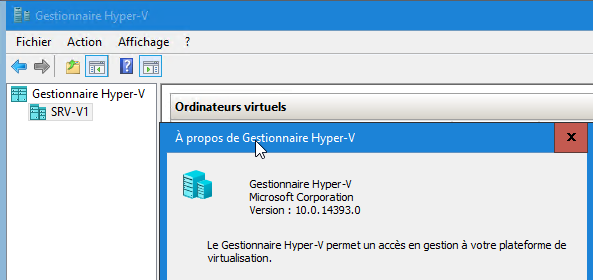 Gestionnaire Hyper-V
Fichier Action Affichage ?
Gestionnaire Hyper-V
SRV-V1
Ordinateurs virtuels
À propos de Gestionnaire Hyper-V
Gestionnaire Hyper-V
Microsoft Corporation
Version : 10.0.14393.0
Le Gestionnaire Hyper-V permet un accès en gestion à votre plateforme de
virtualisation.